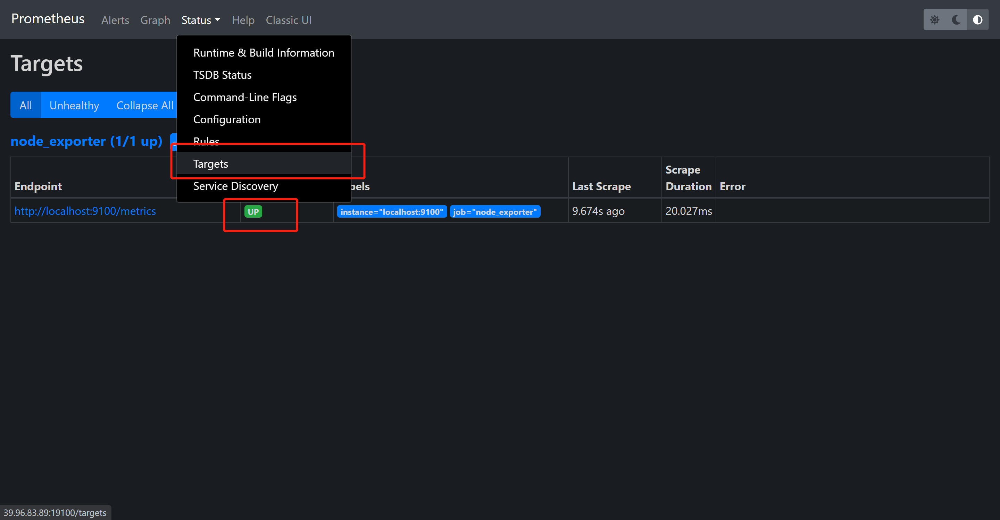 Prometheus Alerts Graph Status Help Classic UI
Runtime & Build Information
TSDB Status
Command-Line Flags
Configuration
Rules
Targets
Service Discovery
Targets
All Unhealthy Collapse All
node_exporter (1/1 up)
Endpoint bels Last Scrape Scrape Duration Error
http://localhost:9100/metrics UP instance="localhost:9100" job="node_exporter" 9.674s ago 20.027ms
39.96.83.89:19100/targets